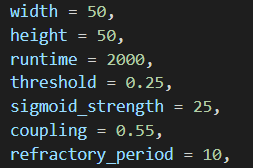 width = 50,
height = 50,
runtime = 2000,
threshold = 0.25,
sigmoid_strength = 25,
coupling = 0.55,
refractory_period = 10,